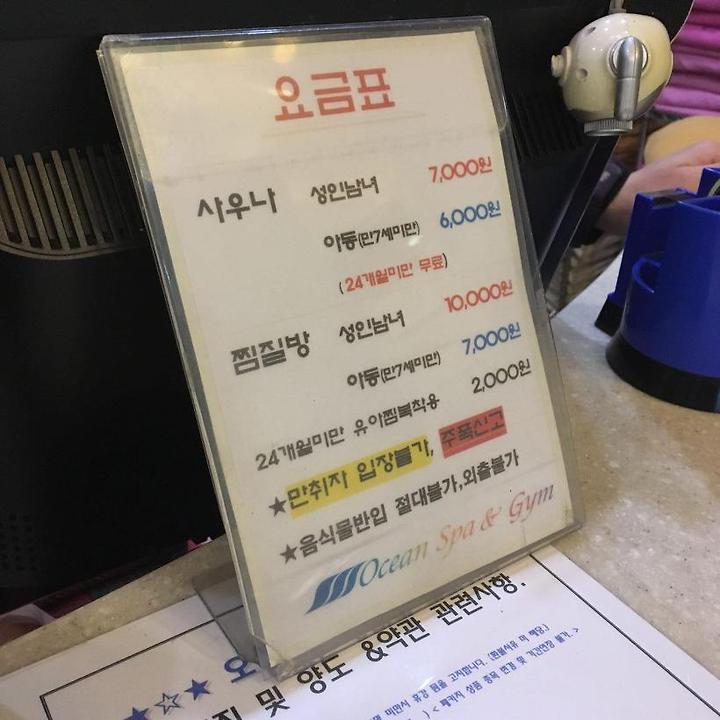 요금표
사우나 성인남녀 7,000원
아동(만7세미만) 6,000원
(24개월미만 무료)
찜질방 성인남녀 10,000원
아동(만7세미만) 7,000원
24개월미만 유아찜복착용 2,000원
★만취자 입장불가, 주폭신고
★음식물반입 절대불가,외출불가
Ocean Spa & Gym
및 양도 &약관 관련사항.